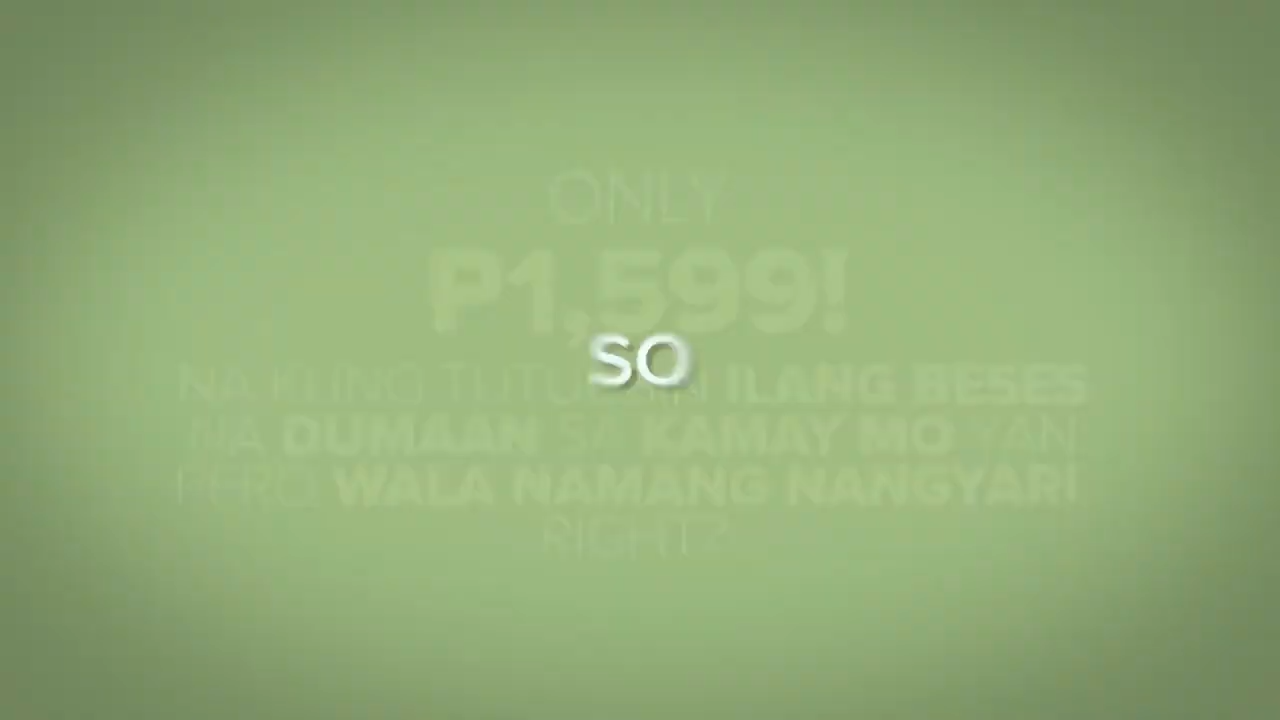 ONLY
P1,599!
SO
NA KUNG TUTUUSIN ILANG BESES
NA DUMAAN SA KAMAY MO YAN
PERO WALA NAMANG NANGYARI
RIGHT?